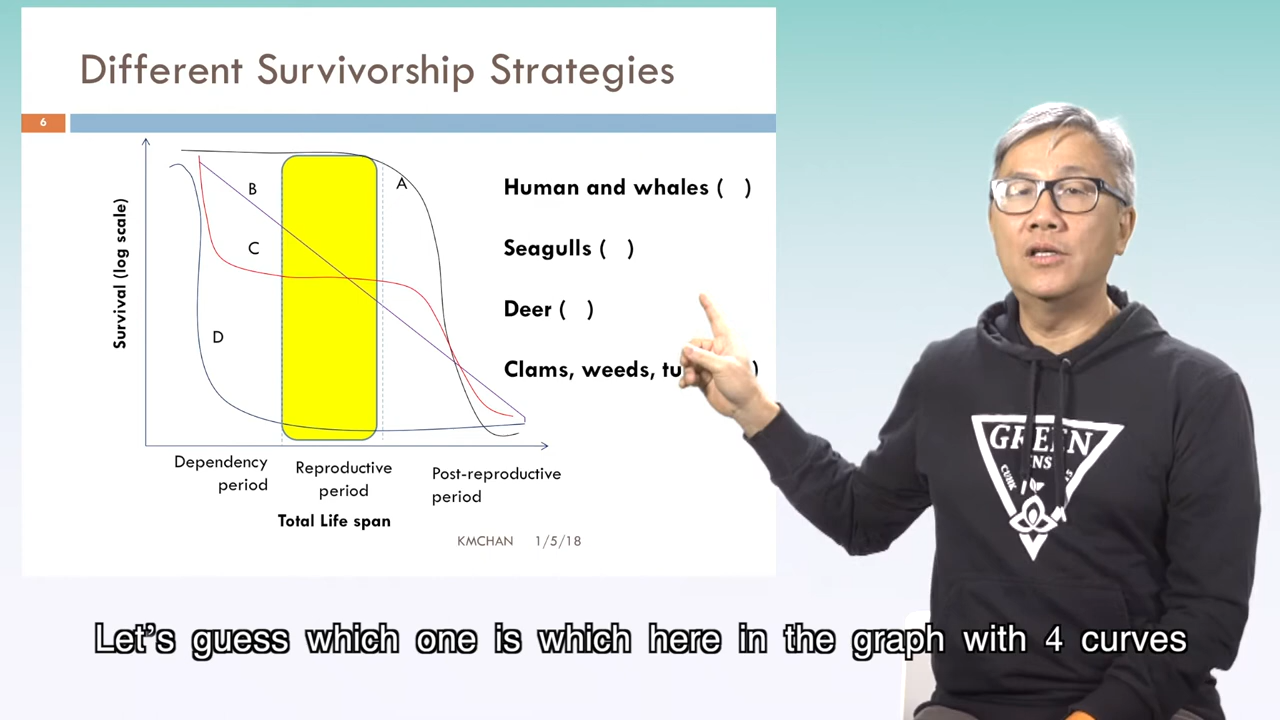 Different Survivorship Strategies
6
Survival (log scale)
A
B
C
D
Human and whales ( )
Seagulls ( )
Deer ( )
Clams, weeds, )
Dependency
period
Reproductive
period
Post-reproductive
period
Total Life span
KMCHAN 1/5/18
GREEN
CUHK
Let's guess which one is which here in the graph with 4 curves